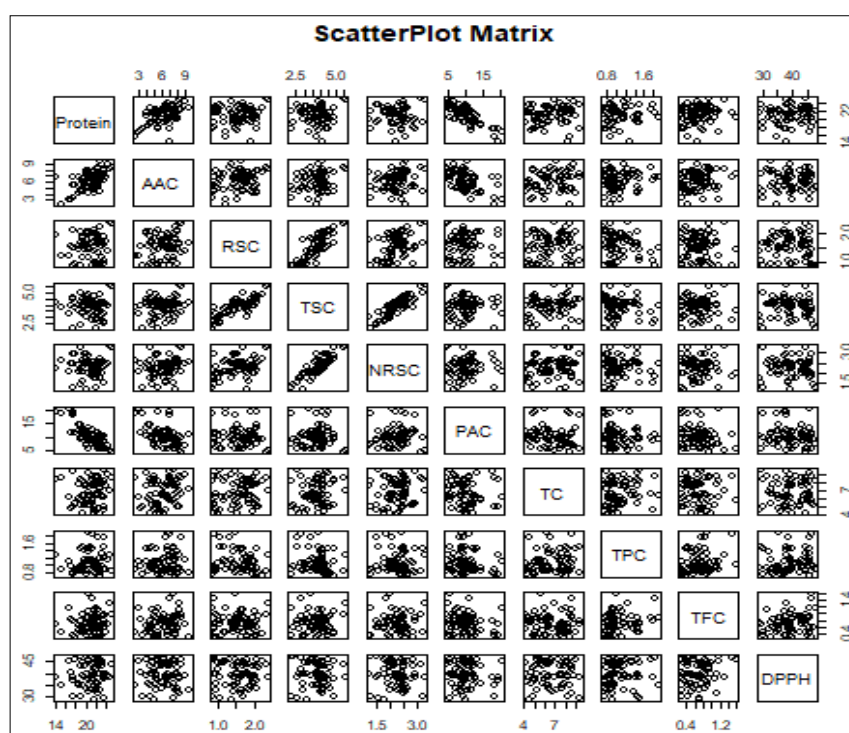 ScatterPlot Matrix
3 6 9 2.5 5.0 5 15 0.8 1.6 30 40
Protein 14 22
3 6 9 AAC
RSC 1.0 2.0
2.5 5.0 TSC
NRSC 1.5 3.0
5 15 PAC
TC 4 7
0.8 1.6 TPC
TFC 0.4 1.4
30 45 DPPH
14 20 1.0 2.0 1.5 3.0 4 7 0.4 1.2